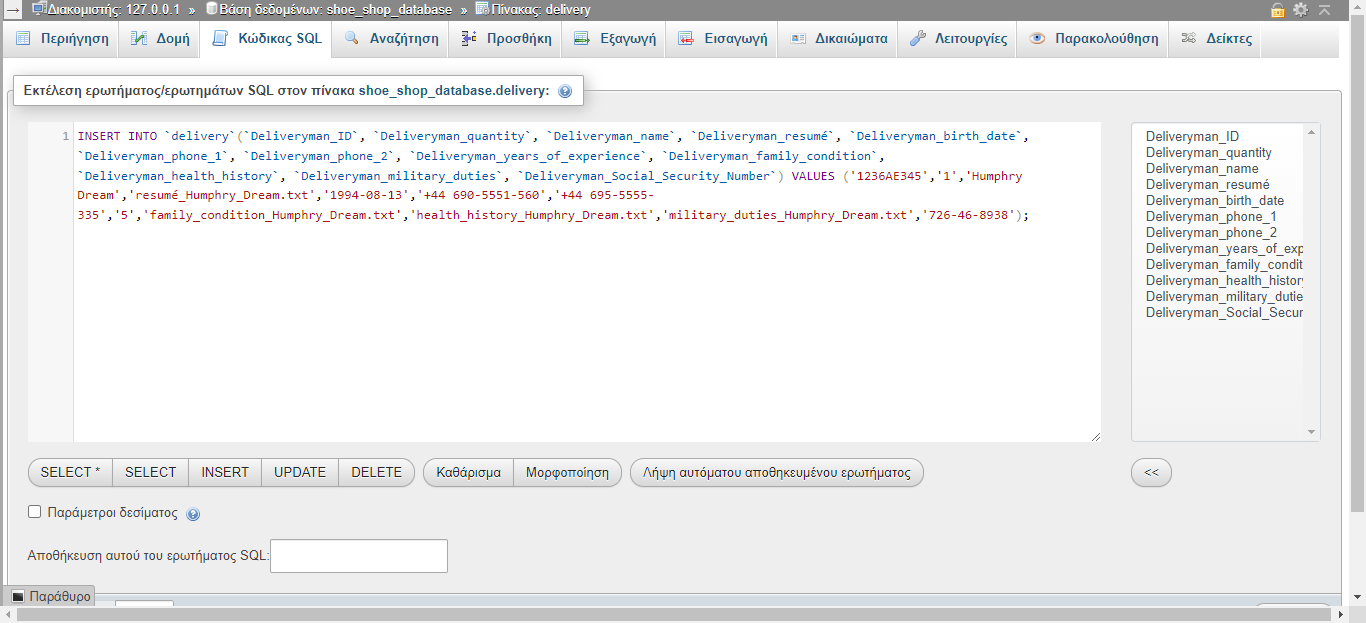 Διακομιστής: 127.0.0.1 » Βάση δεδομένων: shoe_shop_database » Πίνακας: delivery
Περιήγηση Δομή Κώδικας SQL Αναζήτηση Προσθήκη Εξαγωγή Εισαγωγή Δικαιώματα Λειτουργίες Παρακολούθηση Δείκτες
Εκτέλεση ερωτήματος/ερωτημάτων SQL στον πίνακα shoe_shop_database.delivery:
1 INSERT INTO `delivery`(`Deliveryman_ID`, `Deliveryman_quantity`, `Deliveryman_name`, `Deliveryman_resumé`, `Deliveryman_birth_date`,
`Deliveryman_phone_1`, `Deliveryman_phone_2`, `Deliveryman_years_of_experience`, `Deliveryman_family_condition`,
`Deliveryman_health_history`, `Deliveryman_military_duties`, `Deliveryman_Social_Security_Number`) VALUES ('1236AE345','1','Humphry
Dream','resumé_Humphry_Dream.txt','1994-08-13','+44 690-5551-560','+44 695-5555-
335','5','family_condition_Humphry_Dream.txt','health_history_Humphry_Dream.txt','military_duties_Humphry_Dream.txt','726-46-8938');
Deliveryman_ID
Deliveryman_quantity
Deliveryman_name
Deliveryman_resumé
Deliveryman_birth_date
Deliveryman_phone_1
Deliveryman_phone_2
Deliveryman_years_of_exp
Deliveryman_family_condit
Deliveryman_health_history
Deliveryman_military_dutie
Deliveryman_Social_Secur
SELECT * SELECT INSERT UPDATE DELETE Καθάρισμα Μορφοποίηση Λήψη αυτόματου αποθηκευμένου ερωτήματος <<
Παράμετροι δεσίματος
Αποθήκευση αυτού του ερωτήματος SQL:
Παράθυρο